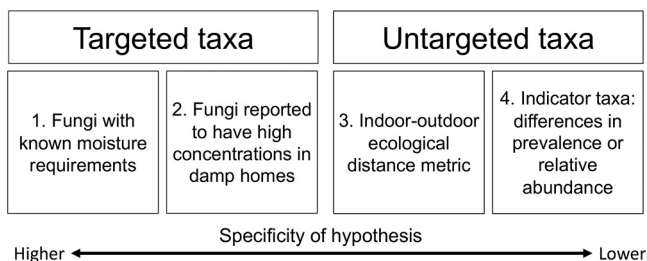 Targeted taxa
Untargeted taxa
1. Fungi with
known moisture
requirements
2. Fungi reported
to have high
concentrations in
damp homes
3. Indoor-outdoor
ecological
distance metric
4. Indicator taxa:
differences in
prevalence or
relative
abundance
Specificity of hypothesis
Higher
Lower